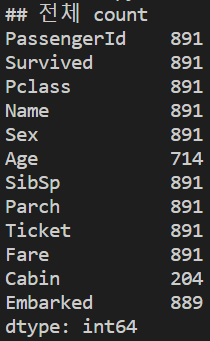 ## 전체 count
PassengerId 891
Survived 891
Pclass 891
Name 891
Sex 891
Age 714
SibSp 891
Parch 891
Ticket 891
Fare 891
Cabin 204
Embarked 889
dtype: int64